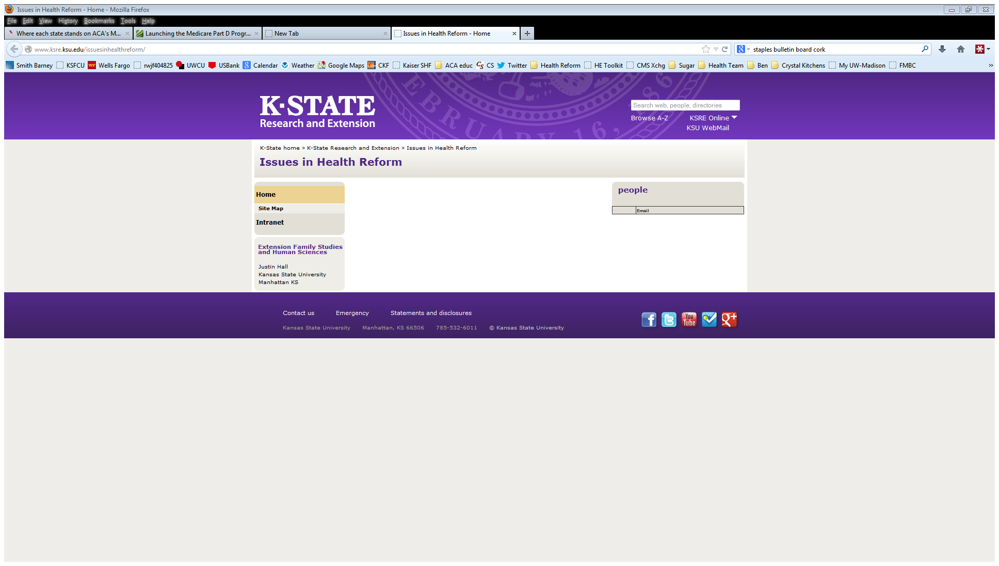 Issues in Health Reform - Home - Mozilla Firefox
File Edit View History Bookmarks Tools Help
Where each state stands on ACA's M... Launching the Medicare Part D Progr... New Tab Issues in Health Reform - Home
www.ksre.ksu.edu/issuesinhealthreform/ staples bulletin board cork
Smith Barney KSFCU Wells Fargo rwjf404825 UWCU USBank Calendar Weather Google Maps CKF Kaiser SHF ACA educ CS Twitter Health Reform HE Toolkit CMS Xchg Sugar Health Team Ben Crystal Kitchens My UW-Madison FMBC »
K·STATE
Research and Extension
EBRUARY 16, 186
Search web, people, directories
Browse A-Z KSRE Online
KSU WebMail
K-State home » K-State Research and Extension » Issues in Health Reform
Issues in Health Reform
Home
Site Map
Intranet
Extension Family Studies
and Human Sciences
Justin Hall
Kansas State University
Manhattan KS
people
Email
Contact us Emergency Statements and disclosures
Kansas State University Manhattan, KS 66506 785-532-6011 © Kansas State University
You
Tube